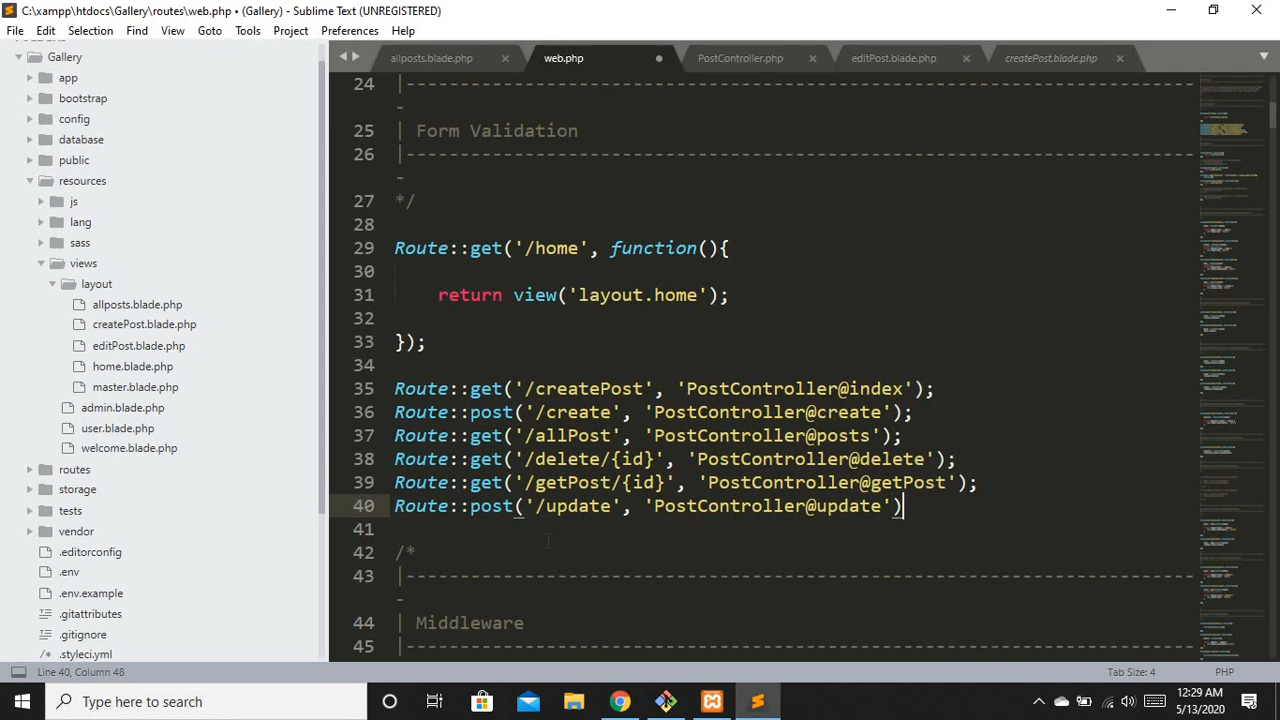 C:\xampp\htdocs\Gallery\routes\web.php • (Gallery) - Sublime Text (UNREGISTERED)
File Edit Selection Find View Goto Tools Project Preferences Help
Gallery
app
bootstrap
config
database
public
resources
js
lang
sass
views
layout
allposts.blade.php
createPost.blade.php
editPost.blade.php
home.blade.php
master.blade.php
admin.blade.php
user.blade.php
welcome.blade.php
routes
storage
tests
vendor
.editorconfig
.env
.env.example
.gitattributes
.gitignore
.styleci.yml
allposts.blade.php web.php PostController.php editPost.blade.php createPost.blade.php
24 |--------------------------------------------------------------------------
-
25 | Form Validation
26 |--------------------------------------------------------------------------
-
27 */
28
29 Route::get('/home', function(){
30
31 return view('layout.home');
32
33 });
34
35 Route::get('/createPost', 'PostController@index');
36 Route::post('/create', 'PostController@create');
37 Route::get('/allPost', 'PostController@posts');
38 Route::get('/delete/{id}', 'PostController@delete');
39 Route::get('/getPost/{id}', 'PostController@getPost');
40 Route::post('/update', 'PostController@update')
41
42 /*
43 |--------------------------------------------------------------------------
-
44 | Middleware
45 |--------------------------------------------------------------------------
Line 40, Column 48 Tab Size: 4 PHP
Type here to search
12:29 AM
5/13/2020